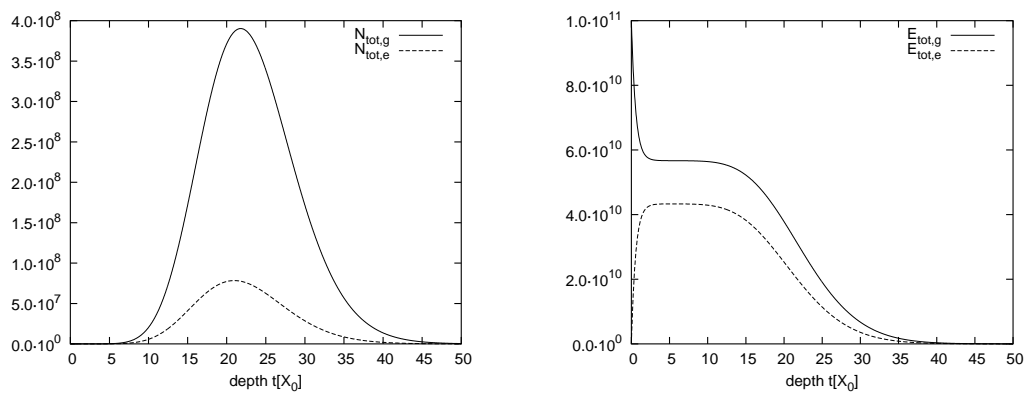 4.0·10^8
3.5·10^8
3.0·10^8
2.5·10^8
2.0·10^8
1.5·10^8
1.0·10^8
5.0·10^7
0.0·10^0
0 5 10 15 20 25 30 35 40 45 50
depth t[X_0]
N_tot,g
N_tot,e
1.0·10^11
8.0·10^10
6.0·10^10
4.0·10^10
2.0·10^10
0.0·10^0
0 5 10 15 20 25 30 35 40 45 50
depth t[X_0]
E_tot,g
E_tot,e